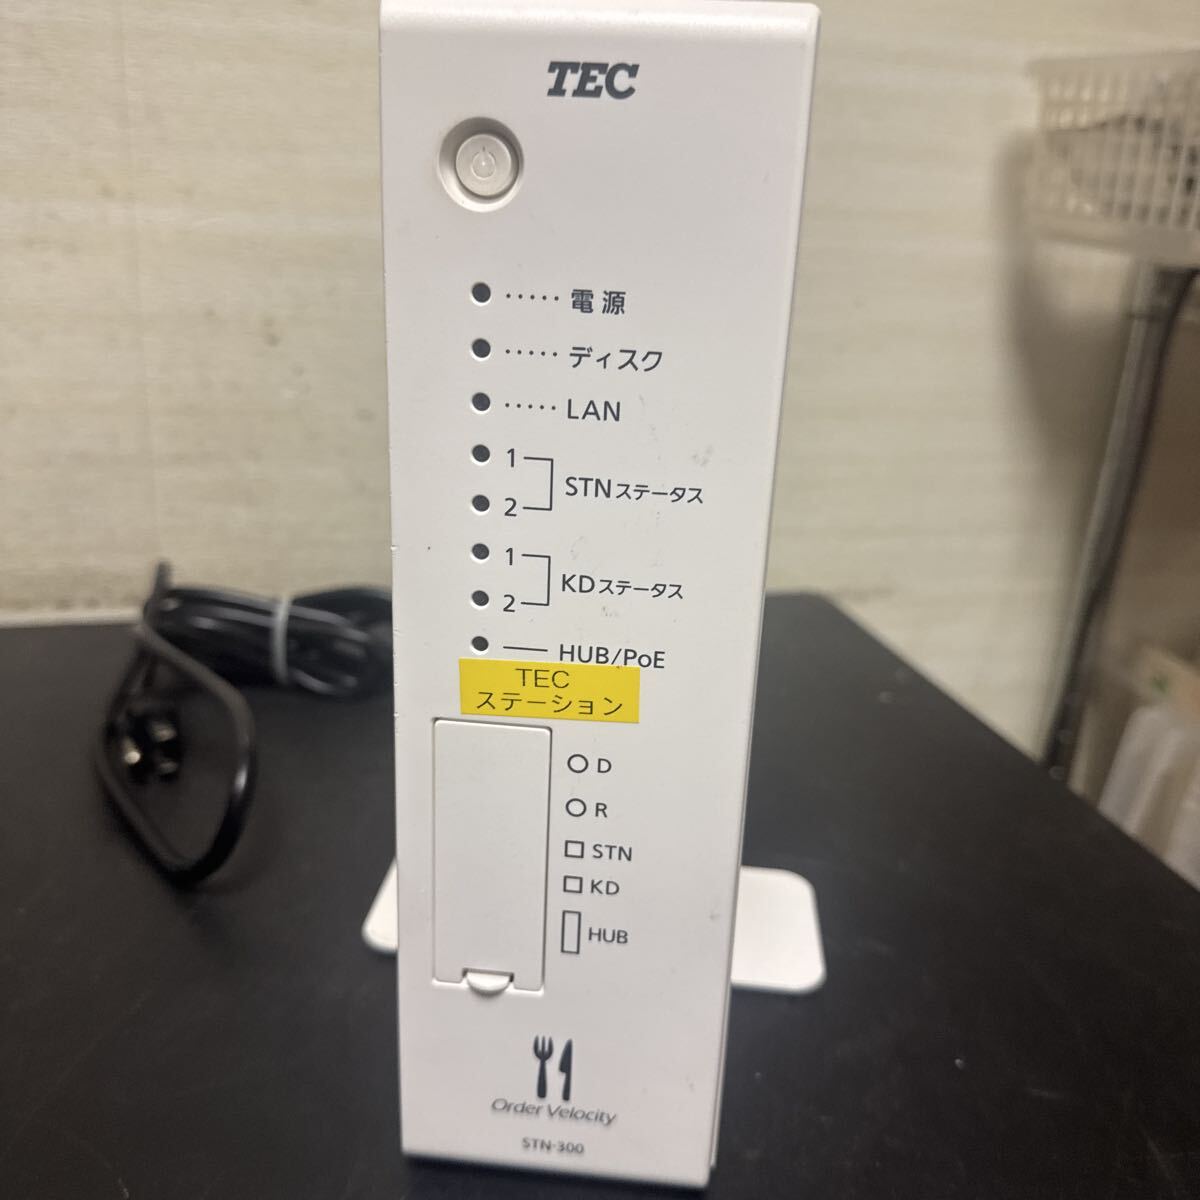 TEC
電源
ディスク
LAN
1
2
STNステータス
1
2
KDステータス
HUB/PoE
TEC
ステーション
D
R
STN
KD
HUB
Order Velocity
STN-300